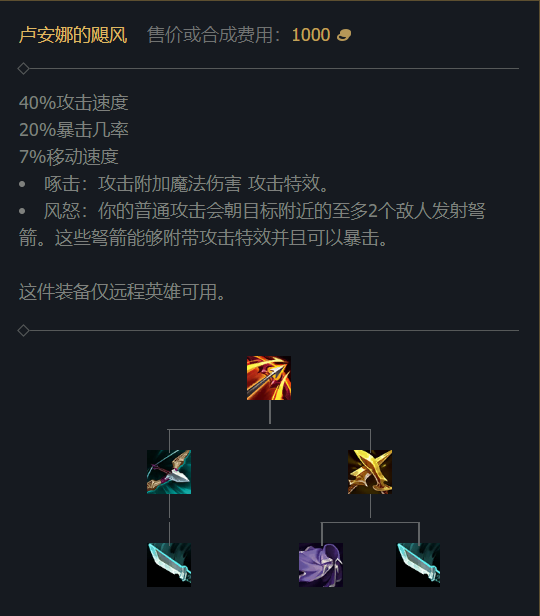 卢安娜的飓风 售价或合成费用：1000
40%攻击速度
20%暴击几率
7%移动速度
• 啄击：攻击附加魔法伤害 攻击特效。
• 风怒：你的普通攻击会朝目标附近的至多2个敌人发射弩
箭。这些弩箭能够附带攻击特效并且可以暴击。
这件装备仅远程英雄可用。